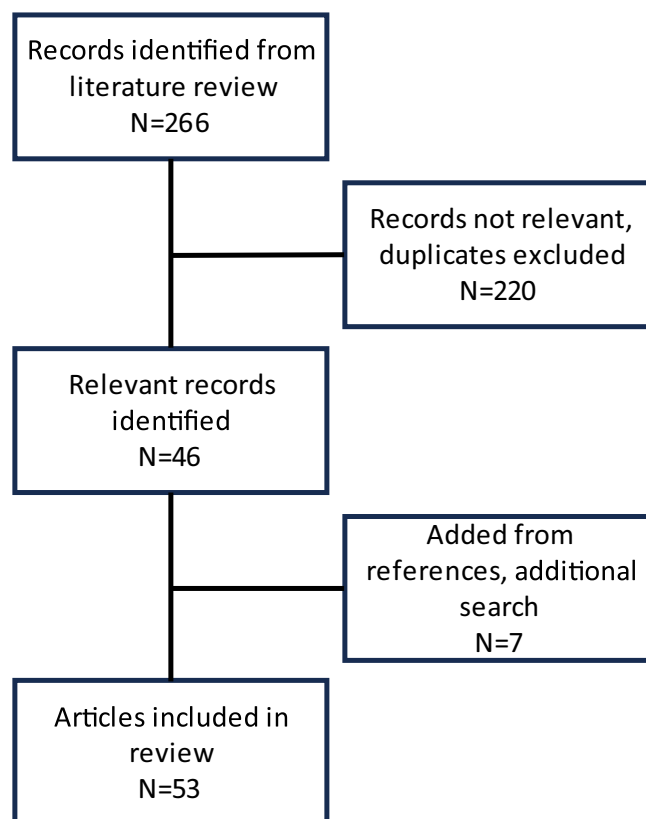 Records identified from
literature review
N=266
Records not relevant,
duplicates excluded
N=220
Relevant records
identified
N=46
Added from
references, additional
search
N=7
Articles included in
review
N=53